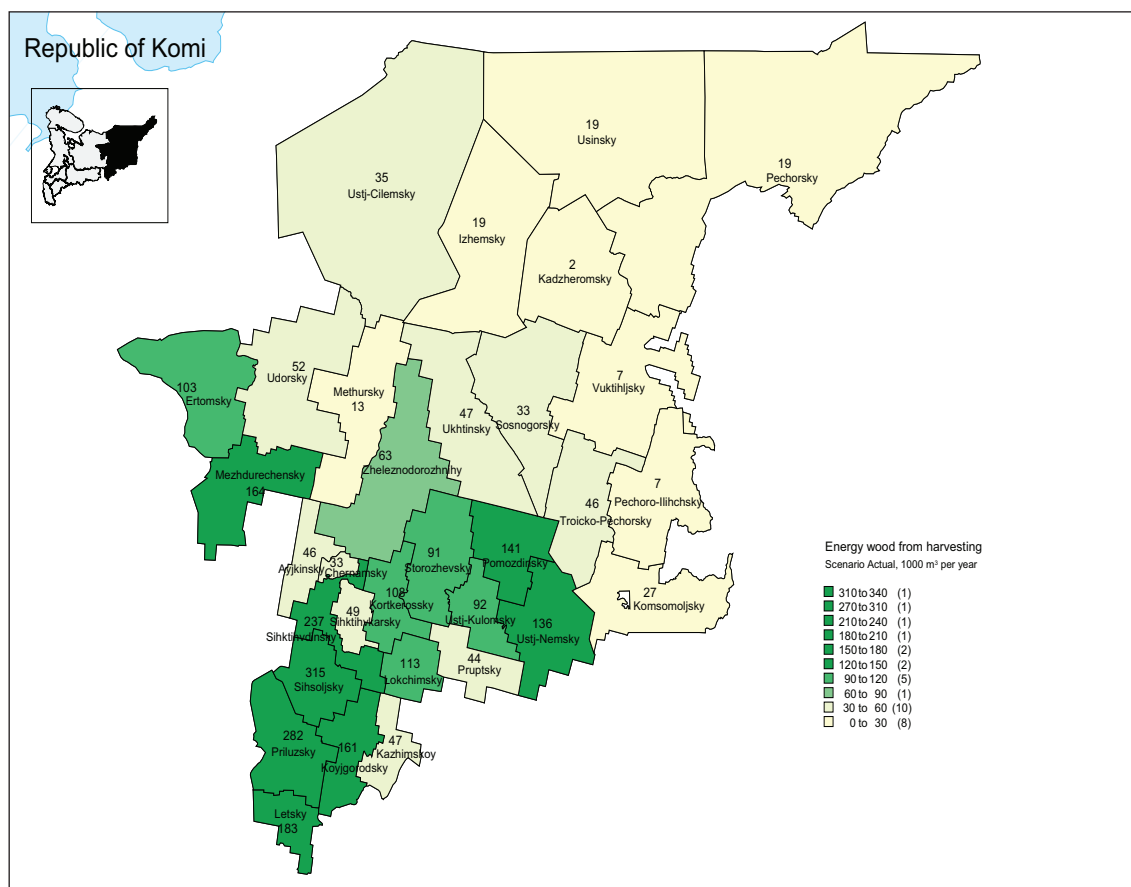 Republic of Komi
19
Usinsky
19
Pechorsky
35
Ustj-Cilemsky
19
Izhemsky
2
Kadzheromsky
52
Udorsky
103
Ertomsky
Methursky
13
7
Vuktihljsky
47
Ukhtinsky
33
Sosnogorsky
63
Zheleznodorozhnihy
Mezhdurechensky
164
7
Pechoro-Ilihchsky
46
Troicko-Pechorsky
46
Ayjkinsky
33
Chernamsky
91
Storozhevsky
141
Pomozdinsky
108
Kortkerossky
92
Ustj-Kulomsky
27
Komsomoljsky
49
Sihktihvkarsky
237
Sihktihvdinsky
136
Ustj-Nemsky
44
Pruptsky
113
Lokchimsky
315
Sihsoljsky
282
Priluzsky
161
Koyjgorodsky
47
Kazhimskoy
Letsky
183
Energy wood from harvesting
Scenario Actual, 1000 m³ per year
310 to 340 (1)
270 to 310 (1)
210 to 240 (1)
180 to 210 (1)
150 to 180 (2)
120 to 150 (2)
90 to 120 (5)
60 to 90 (1)
30 to 60 (10)
0 to 30 (8)